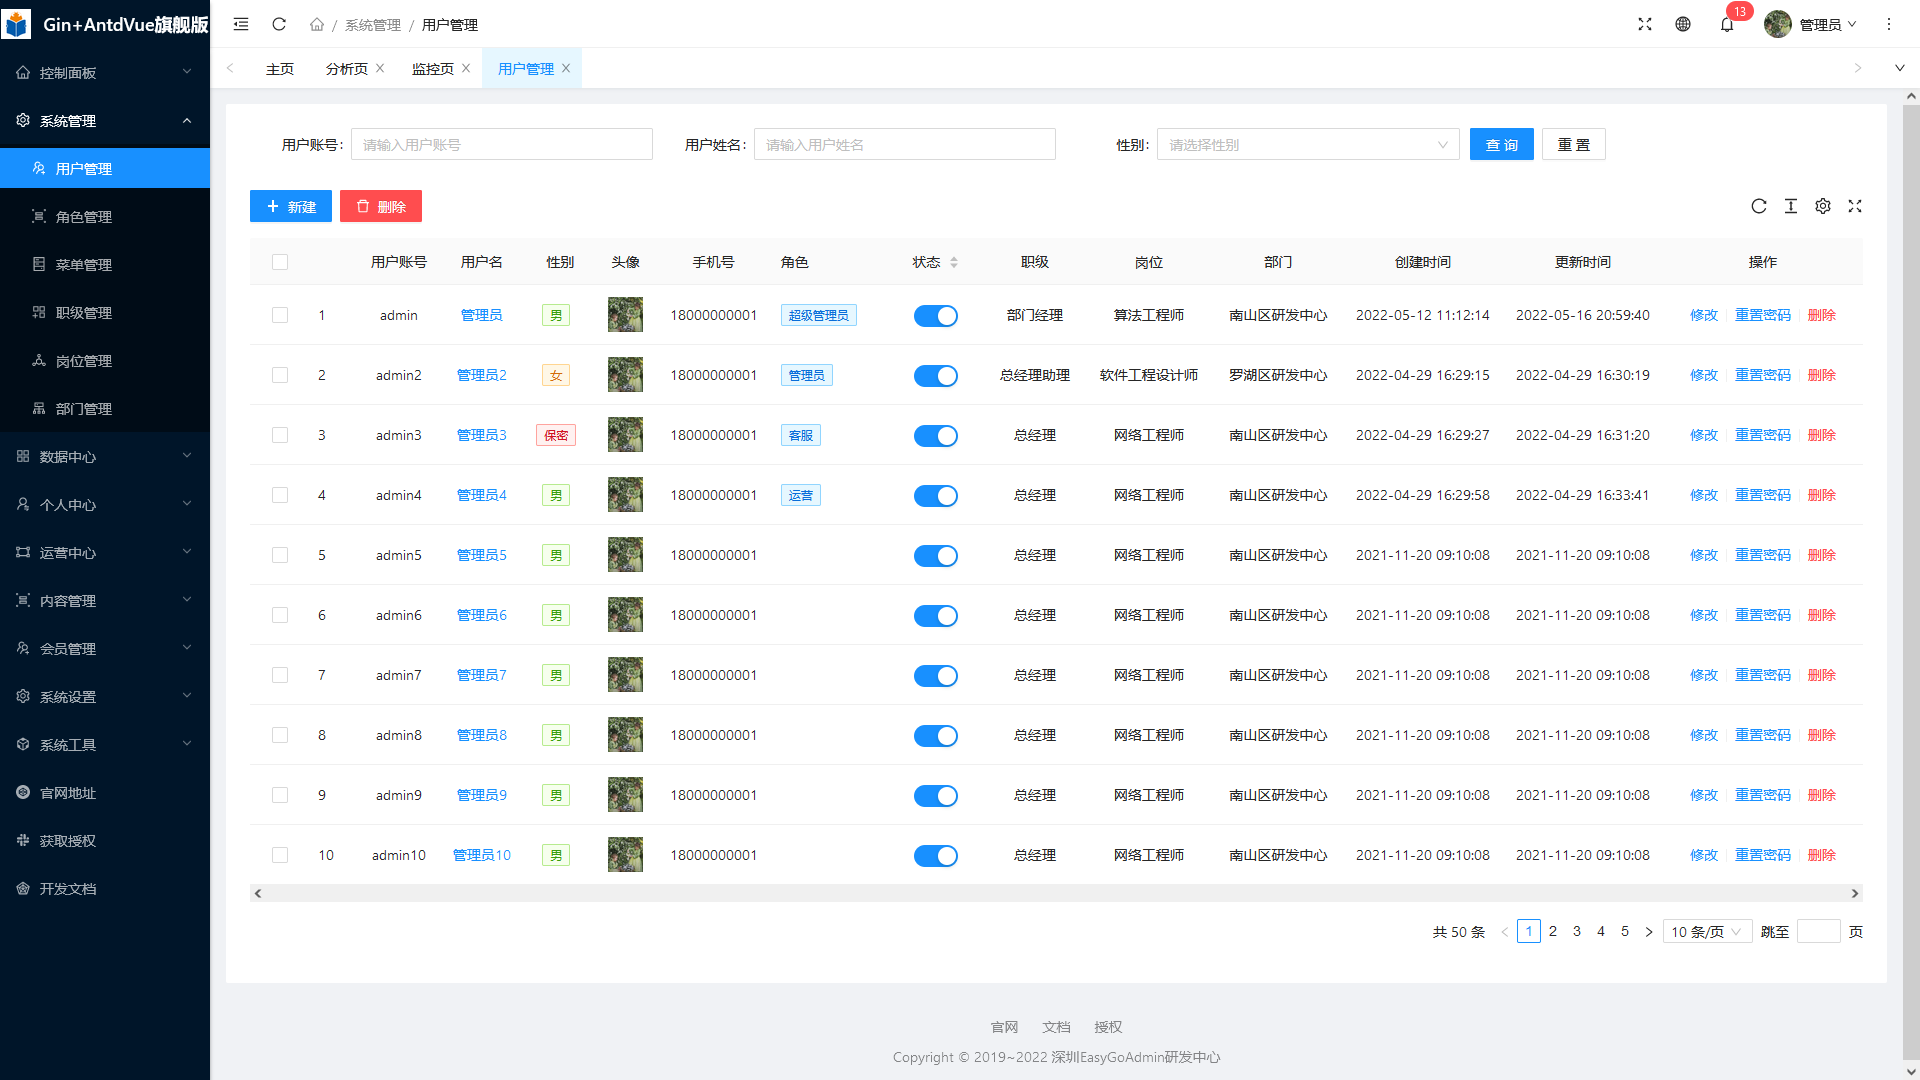 Gin+AntdVue旗舰版
/ 系统管理 / 用户管理
13
管理员
控制面板
系统管理
用户管理
角色管理
菜单管理
职级管理
岗位管理
部门管理
数据中心
个人中心
运营中心
内容管理
会员管理
系统设置
系统工具
官网地址
获取授权
开发文档
主页 分析页 监控页 用户管理
用户账号: 请输入用户账号 用户姓名: 请输入用户姓名 性别: 请选择性别 查 询 重 置
新建 删除
用户账号 用户名 性别 头像 手机号 角色 状态 职级 岗位 部门 创建时间 更新时间 操作
1 admin 管理员 男 18000000001 超级管理员 部门经理 算法工程师 南山区研发中心 2022-05-12 11:12:14 2022-05-16 20:59:40 修改 重置密码 删除
2 admin2 管理员2 女 18000000001 管理员 总经理助理 软件工程设计师 罗湖区研发中心 2022-04-29 16:29:15 2022-04-29 16:30:19 修改 重置密码 删除
3 admin3 管理员3 保密 18000000001 客服 总经理 网络工程师 南山区研发中心 2022-04-29 16:29:27 2022-04-29 16:31:20 修改 重置密码 删除
4 admin4 管理员4 男 18000000001 运营 总经理 网络工程师 南山区研发中心 2022-04-29 16:29:58 2022-04-29 16:33:41 修改 重置密码 删除
5 admin5 管理员5 男 18000000001 总经理 网络工程师 南山区研发中心 2021-11-20 09:10:08 2021-11-20 09:10:08 修改 重置密码 删除
6 admin6 管理员6 男 18000000001 总经理 网络工程师 南山区研发中心 2021-11-20 09:10:08 2021-11-20 09:10:08 修改 重置密码 删除
7 admin7 管理员7 男 18000000001 总经理 网络工程师 南山区研发中心 2021-11-20 09:10:08 2021-11-20 09:10:08 修改 重置密码 删除
8 admin8 管理员8 男 18000000001 总经理 网络工程师 南山区研发中心 2021-11-20 09:10:08 2021-11-20 09:10:08 修改 重置密码 删除
9 admin9 管理员9 男 18000000001 总经理 网络工程师 南山区研发中心 2021-11-20 09:10:08 2021-11-20 09:10:08 修改 重置密码 删除
10 admin10 管理员10 男 18000000001 总经理 网络工程师 南山区研发中心 2021-11-20 09:10:08 2021-11-20 09:10:08 修改 重置密码 删除
共 50 条 1 2 3 4 5 10 条/页 跳至 页
官网 文档 授权
Copyright © 2019~2022 深圳EasyGoAdmin研发中心